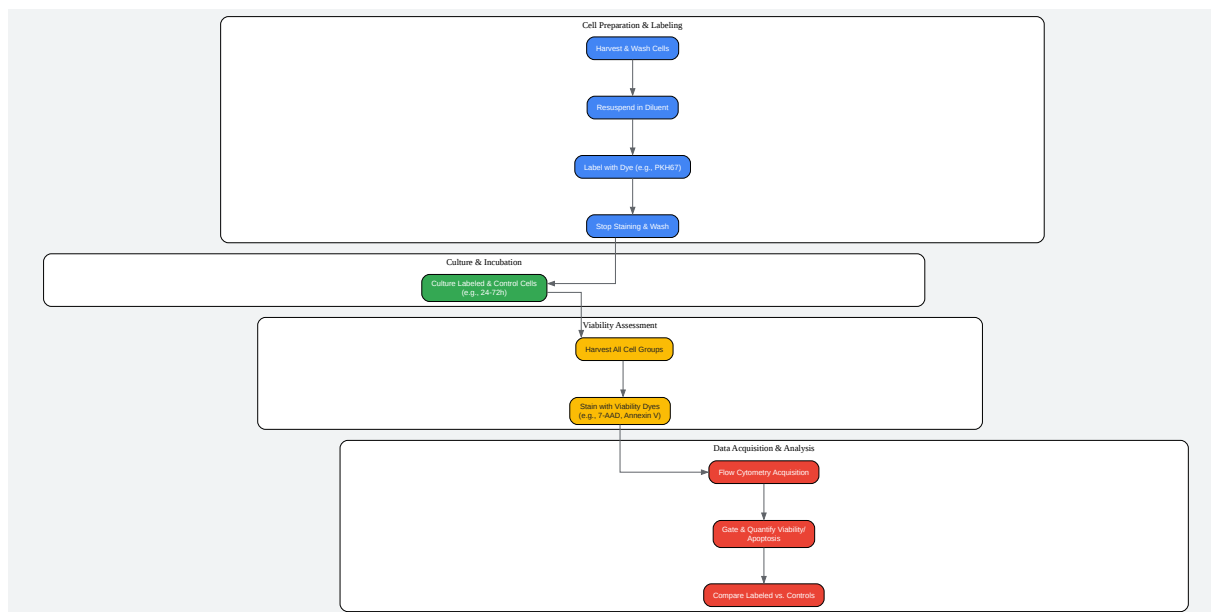 Cell Preparation & Labeling
Harvest & Wash Cells
Resuspend in Diluent
Label with Dye (e.g., PKH67)
Stop Staining & Wash
Culture & Incubation
Culture Labeled & Control Cells
(e.g., 24-72h)
Viability Assessment
Harvest All Cell Groups
Stain with Viability Dyes
(e.g., 7-AAD, Annexin V)
Data Acquisition & Analysis
Flow Cytometry Acquisition
Gate & Quantify Viability/
Apoptosis
Compare Labeled vs. Controls